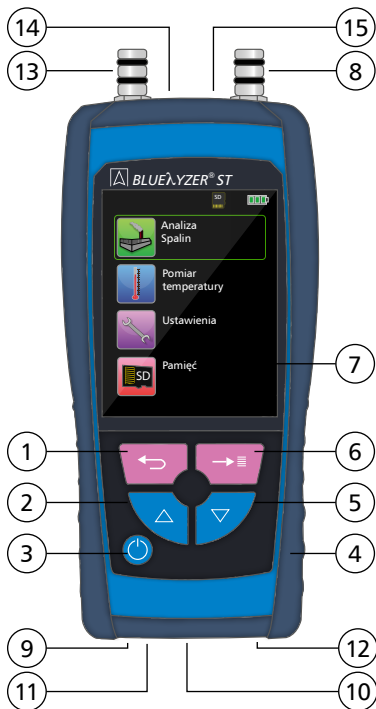 14
15
13
8
BLUEλYZER® ST
SD
Analiza
Spalin
Pomiar
temperatury
Ustawienia
SD
Pamięć
7
1
6
2
5
3
4
9
12
11
10